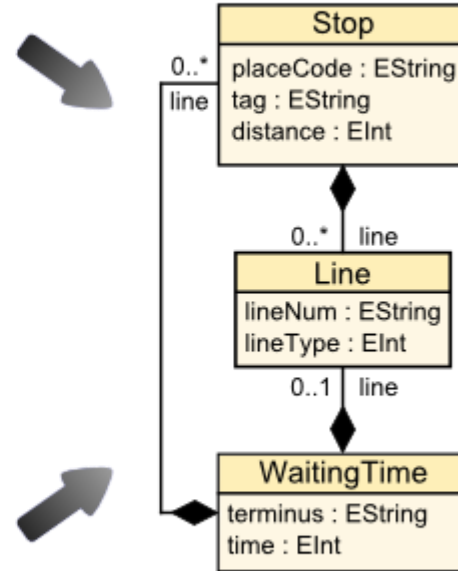 Stop
placeCode : EString
tag : EString
distance : EInt
0..*
line
0..* line
Line
lineNum : EString
lineType : EInt
0..1 line
WaitingTime
terminus : EString
time : EInt